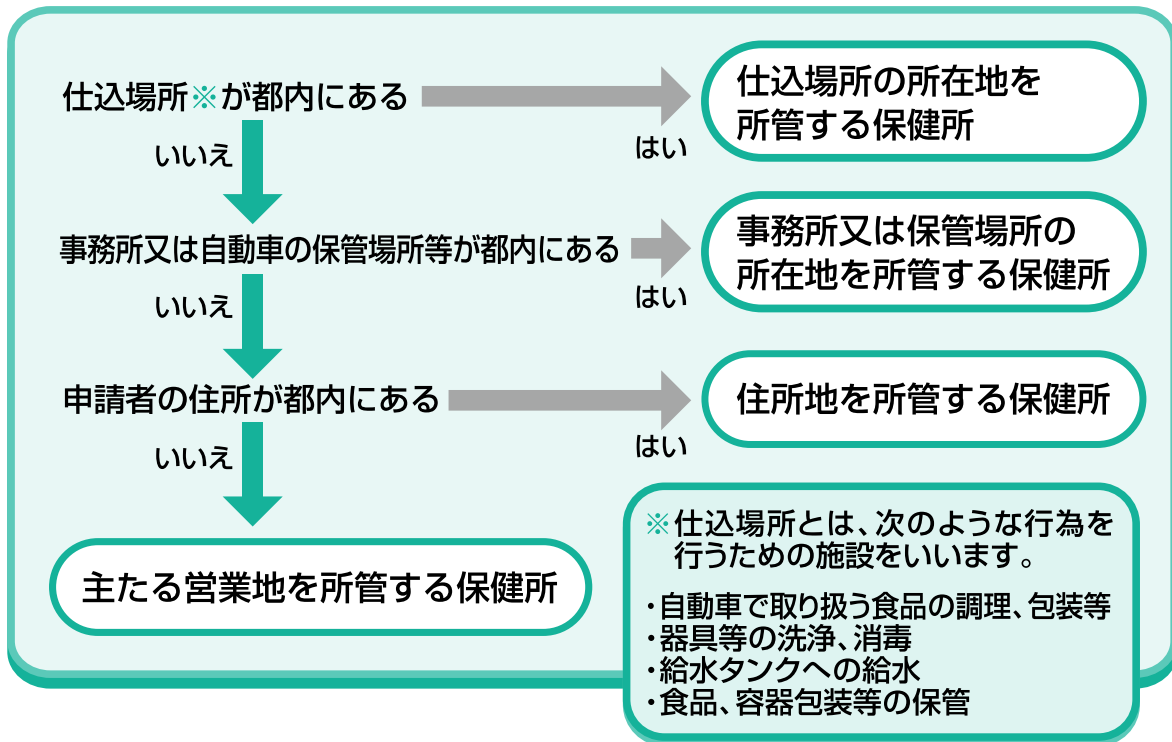 仕込場所※が都内にある
はい
仕込場所の所在地を
所管する保健所
いいえ
事務所又は自動車の保管場所等が都内にある
はい
事務所又は保管場所の
所在地を所管する保健所
いいえ
申請者の住所が都内にある
はい
住所地を所管する保健所
いいえ
主たる営業地を所管する保健所
※仕込場所とは、次のような行為を
行うための施設をいいます。
・自動車で取り扱う食品の調理、包装等
・器具等の洗浄、消毒
・給水タンクへの給水
・食品、容器包装等の保管